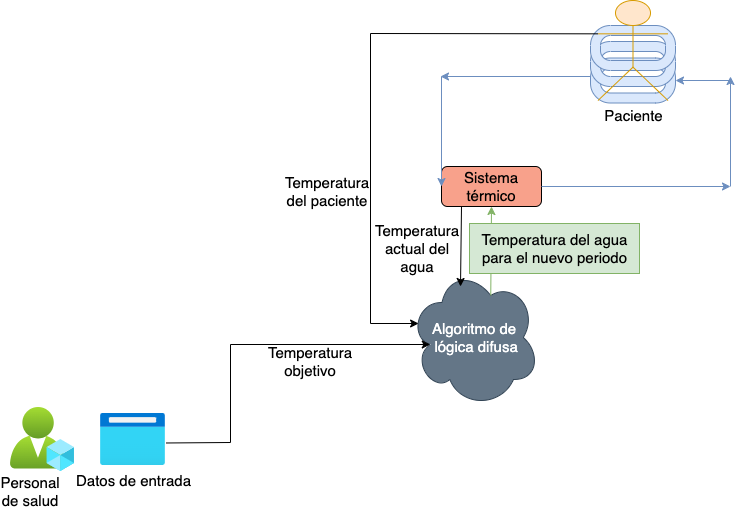 Paciente
Sistema
térmico
Temperatura
del paciente
Temperatura
actual del
agua
Temperatura del agua
para el nuevo periodo
Algoritmo de
lógica difusa
Temperatura
objetivo
Datos de entrada
Personal
de salud